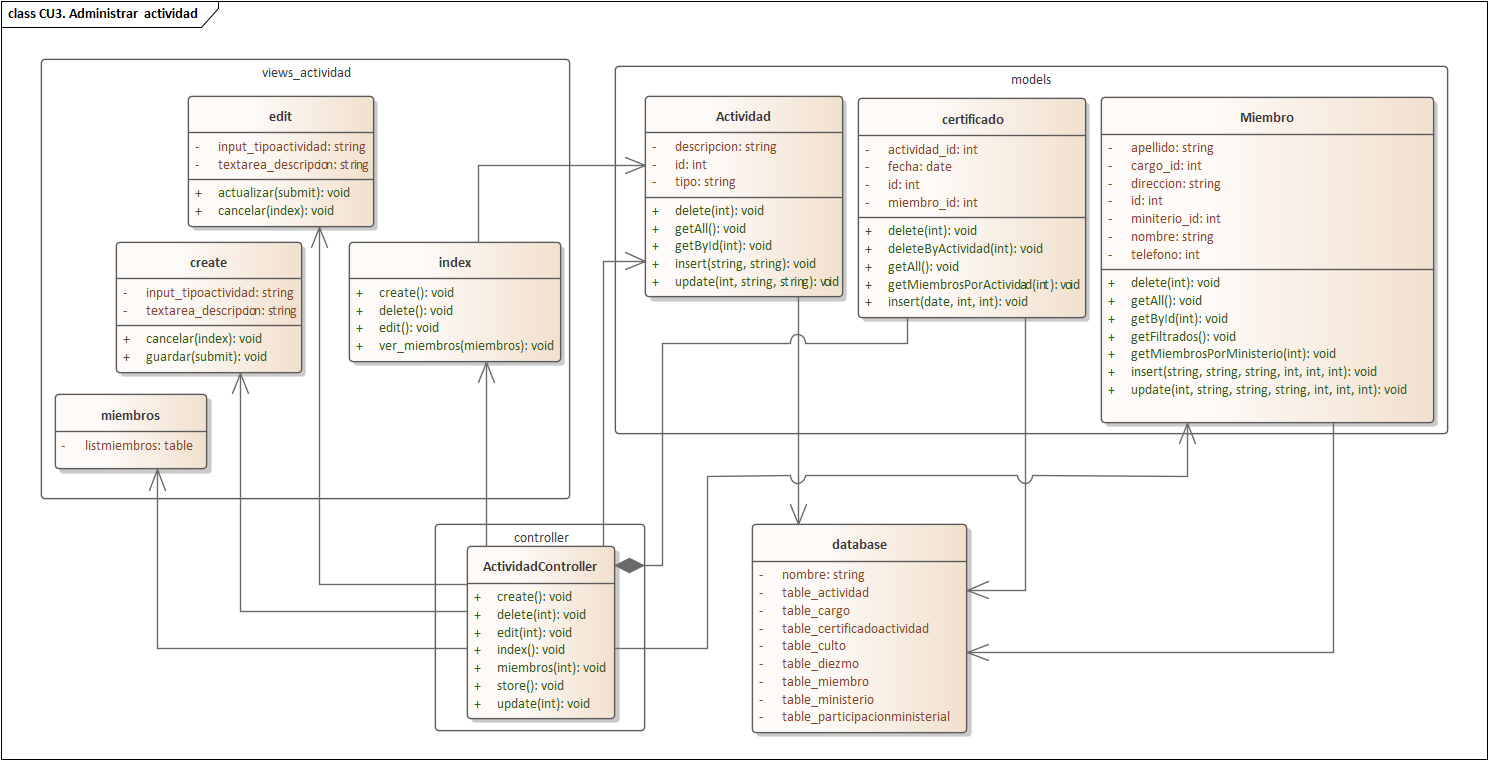 class CU3. Administrar actividad
views_actividad
edit
- input_tipoactividad: string
- textarea_descripcion: string
+ actualizar(submit): void
+ cancelar(index): void
create
- input_tipoactividad: string
- textarea_descripcion: string
+ cancelar(index): void
+ guardar(submit): void
index
+ create(): void
+ delete(): void
+ edit(): void
+ ver_miembros(miembros): void
miembros
- listmiembros: table
models
Actividad
- descripcion: string
- id: int
- tipo: string
+ delete(int): void
+ getAll(): void
+ getById(int): void
+ insert(string, string): void
+ update(int, string, string): void
certificado
- actividad_id: int
- fecha: date
- id: int
- miembro_id: int
+ delete(int): void
+ deleteByActividad(int): void
+ getAll(): void
+ getMiembrosPorActividad(int): void
+ insert(date, int, int): void
Miembro
- apellido: string
- cargo_id: int
- direccion: string
- id: int
- miniterio_id: int
- nombre: string
- telefono: int
+ delete(int): void
+ getAll(): void
+ getById(int): void
+ getFiltrados(): void
+ getMiembrosPorMinisterio(int): void
+ insert(string, string, string, int, int, int): void
+ update(int, string, string, string, int, int, int): void
controller
ActividadController
+ create(): void
+ delete(int): void
+ edit(int): void
+ index(): void
+ miembros(int): void
+ store(): void
+ update(int): void
database
- nombre: string
- table_actividad
- table_cargo
- table_certificadoactividad
- table_culto
- table_diezmo
- table_miembro
- table_ministerio
- table_participacionministerial